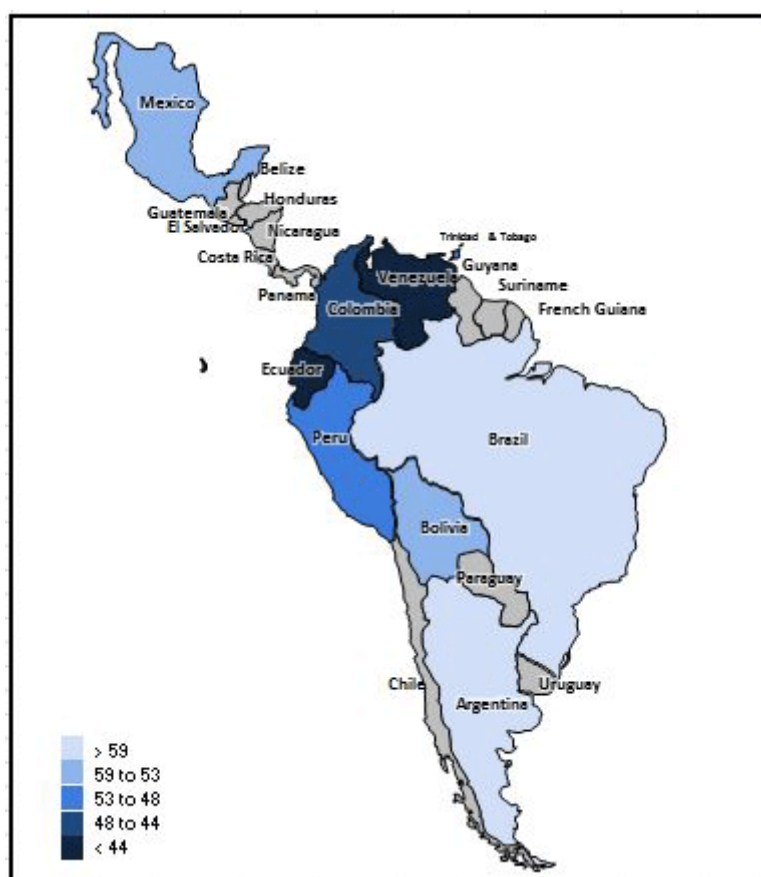 Mexico
Belize
Honduras
Guatemala
El Salvador
Nicaragua
Trinidad & Tobago
Costa Rica
Guyana
Venezuela
Suriname
Panama
Colombia
French Guiana
Ecuador
Peru
Brazil
Bolivia
Paraguay
Chile
Uruguay
Argentina
> 59
59 to 53
53 to 48
48 to 44
< 44